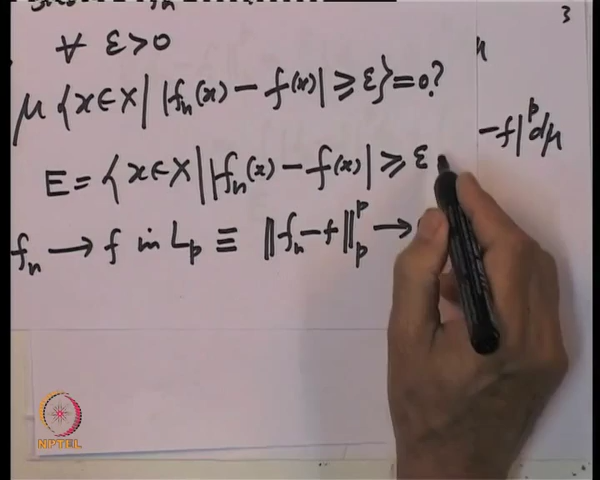 3
∀ ε>0
μ {x∈X | |fₙ(x) − f(x)| ⩾ ε} = 0?
−f|ᵖ dμ
E = {x∈X | |fₙ(x) − f(x)| ⩾ ε
fₙ → f in Lₚ ≡ ‖fₙ−f‖ₚᵖ →
NPTEL